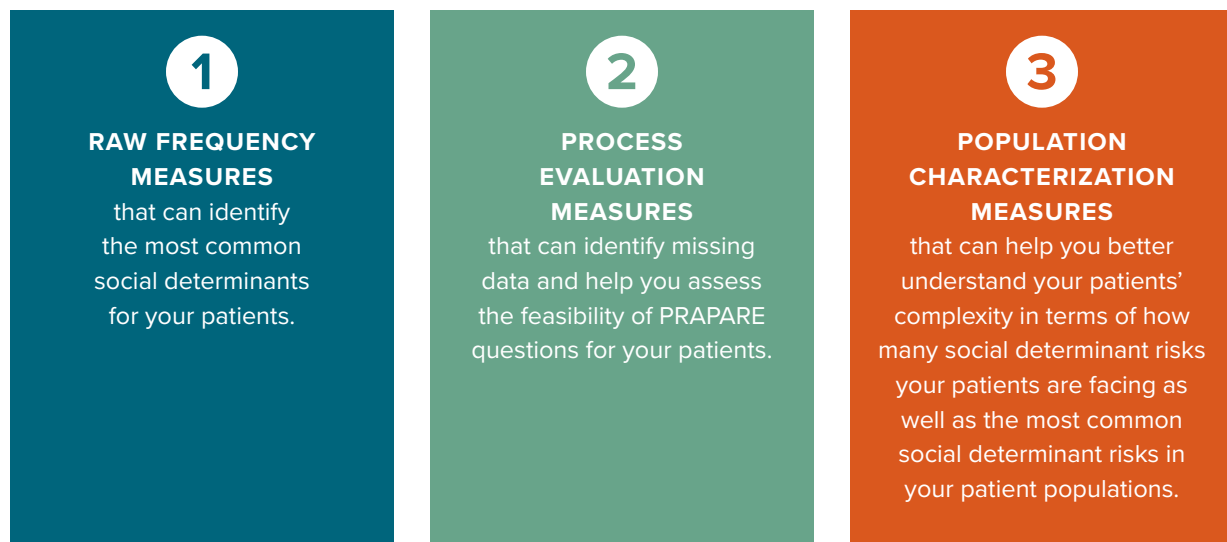 1
RAW FREQUENCY
MEASURES
that can identify
the most common
social determinants
for your patients.
2
PROCESS
EVALUATION
MEASURES
that can identify missing
data and help you assess
the feasibility of PRAPARE
questions for your patients.
3
POPULATION
CHARACTERIZATION
MEASURES
that can help you better
understand your patients’
complexity in terms of how
many social determinant risks
your patients are facing as
well as the most common
social determinant risks in
your patient populations.